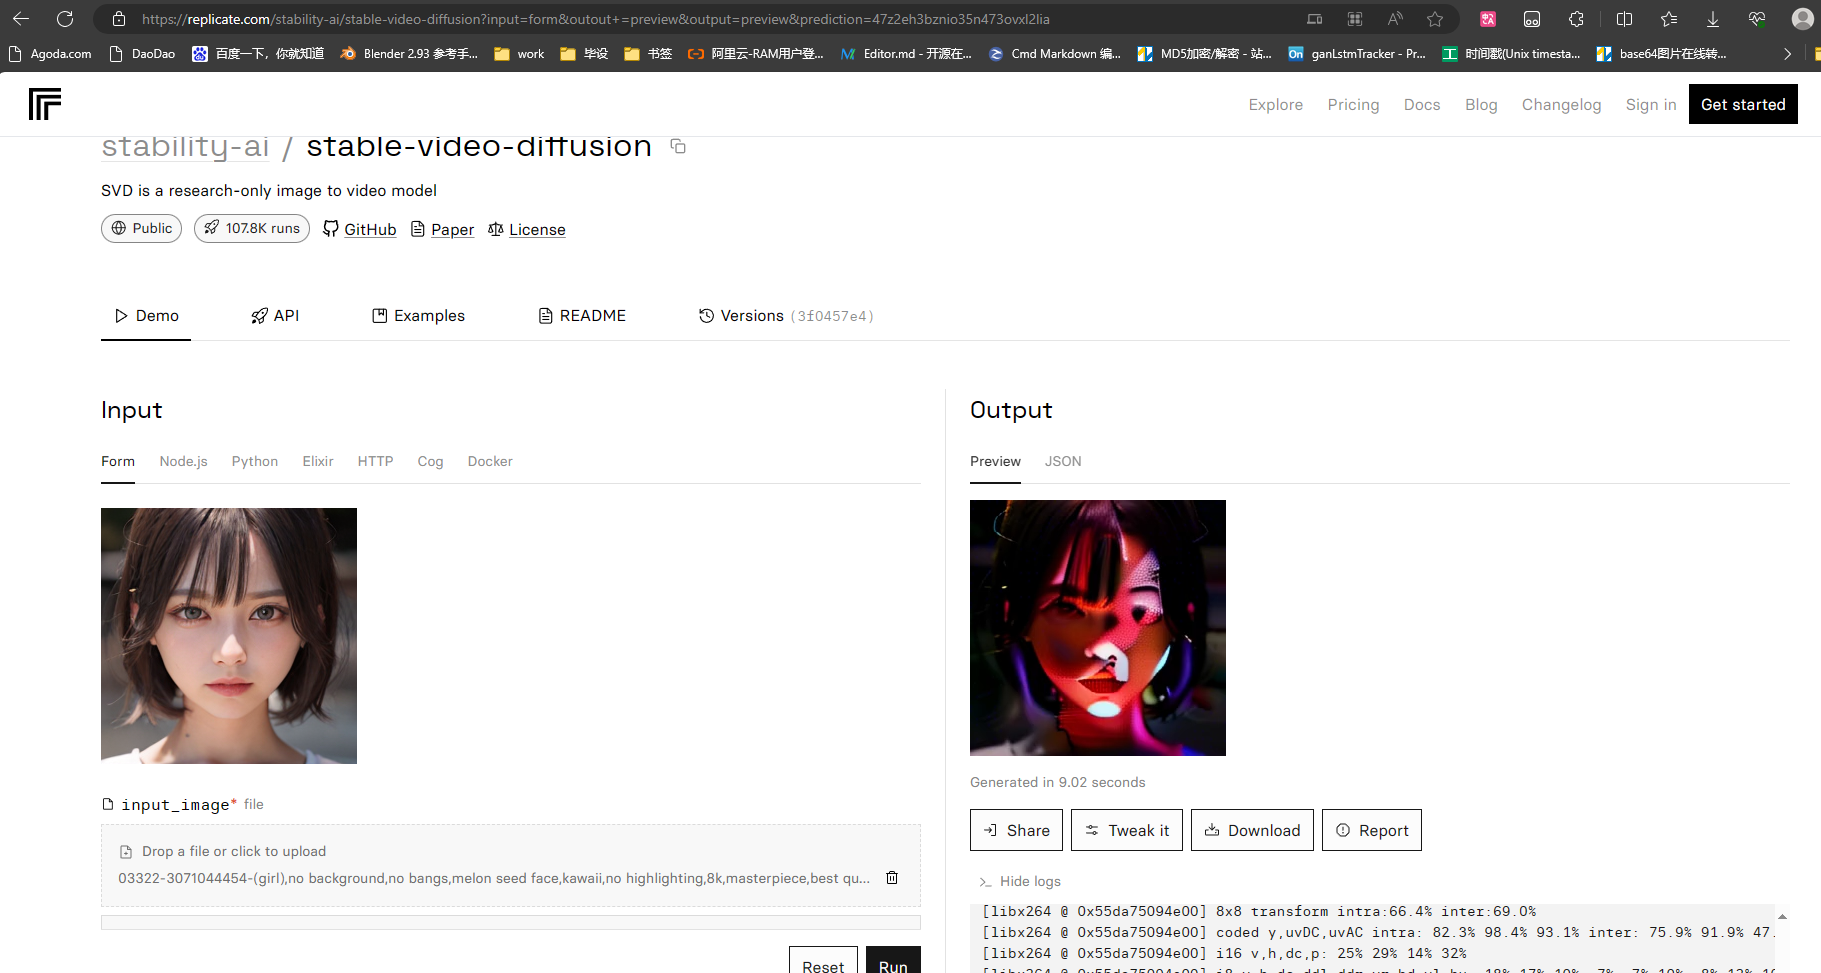 https://replicate.com/stability-ai/stable-video-diffusion?input=form&outout+=preview&output=preview&prediction=47z2eh3bznio35n473ovxl2lia
Agoda.com DaoDao 百度一下，你就知道 Blender 2.93 参考手... work 毕设 书签 阿里云-RAM用户登... Editor.md - 开源在... Cmd Markdown 编... MD5加密/解密 - 站... ganLstmTracker - Pr... 时间戳(Unix timesta... base64图片在线转...
Explore Pricing Docs Blog Changelog Sign in Get started
stability-ai / stable-video-diffusion
SVD is a research-only image to video model
Public 107.8K runs GitHub Paper License
Demo API Examples README Versions (3f0457e4)
Input
Form Node.js Python Elixir HTTP Cog Docker
input_image* file
Drop a file or click to upload
03322-3071044454-(girl),no background,no bangs,melon seed face,kawaii,no highlighting,8k,masterpiece,best qu...
Reset Run
Output
Preview JSON
Generated in 9.02 seconds
Share Tweak it Download Report
Hide logs
[libx264 @ 0x55da75094e00] 8x8 transform intra:66.4% inter:69.0%
[libx264 @ 0x55da75094e00] coded y,uvDC,uvAC intra: 82.3% 98.4% 93.1% inter: 75.9% 91.9% 47.
[libx264 @ 0x55da75094e00] i16 v,h,dc,p: 25% 29% 14% 32%